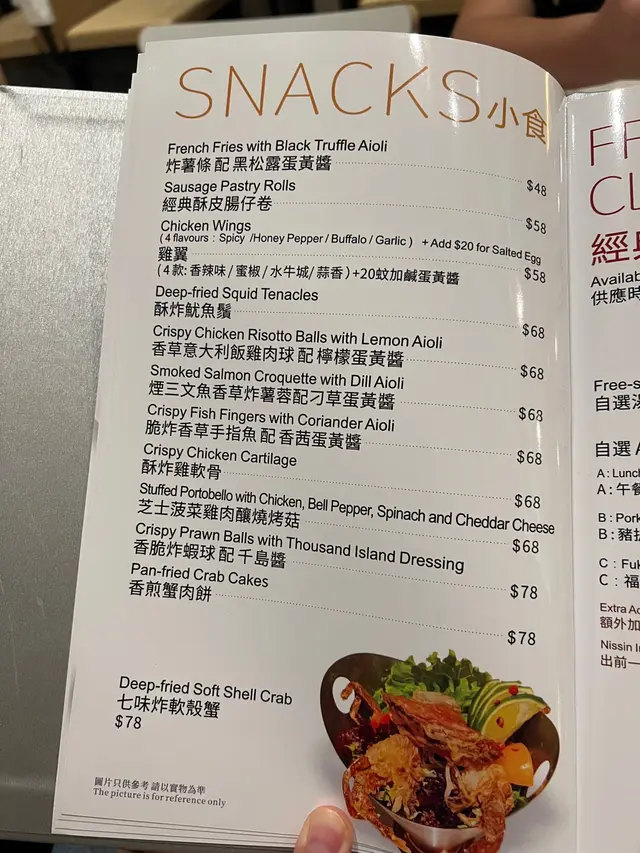 SNACKS小食
French Fries with Black Truffle Aioli
炸薯條 配 黑松露蛋黃醬 $48
Sausage Pastry Rolls
經典酥皮腸仔卷 $58
Chicken Wings
( 4 flavours : Spicy /Honey Pepper / Buffalo / Garlic ) + Add $20 for Salted Egg
雞翼 $58
( 4 款: 香辣味 / 蜜椒 / 水牛城/ 蒜香 ) +20蚊加鹹蛋黃醬
Deep-fried Squid Tenacles
酥炸魷魚鬚 $68
Crispy Chicken Risotto Balls with Lemon Aioli
香草意大利飯雞肉球 配 檸檬蛋黃醬 $68
Smoked Salmon Croquette with Dill Aioli
煙三文魚香草炸薯蓉配刁草蛋黃醬 $68
Crispy Fish Fingers with Coriander Aioli
脆炸香草手指魚 配 香茜蛋黃醬 $68
Crispy Chicken Cartilage
酥炸雞軟骨 $68
Stuffed Portobello with Chicken, Bell Pepper, Spinach and Cheddar Cheese
芝士菠菜雞肉釀燒烤菇 $68
Crispy Prawn Balls with Thousand Island Dressing
香脆炸蝦球 配 千島醬 $78
Pan-fried Crab Cakes
香煎蟹肉餅 $78
Deep-fried Soft Shell Crab
七味炸軟殼蟹
$78
圖片只供參考 請以實物為準
The picture is for reference only
經
供應時
自選
自選 A
A : Lunc
A : 午餐
B : Pork
B : 豬
C :
C : 福
額外加
Nissin
出前一